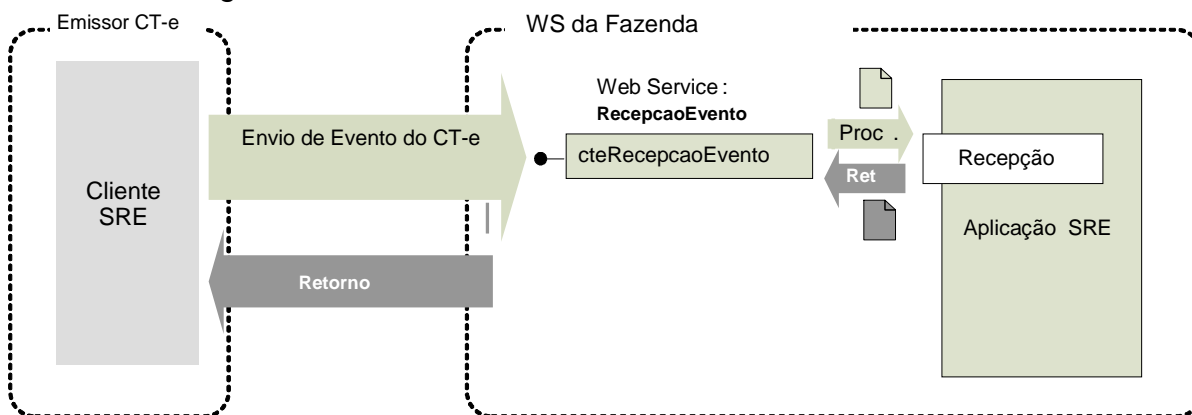 Emissor CT-e
WS da Fazenda
Cliente
SRE
Envio de Evento do CT-e
Retorno
Web Service :
RecepcaoEvento
cteRecepcaoEvento
Proc .
Ret
Recepção
Aplicação SRE